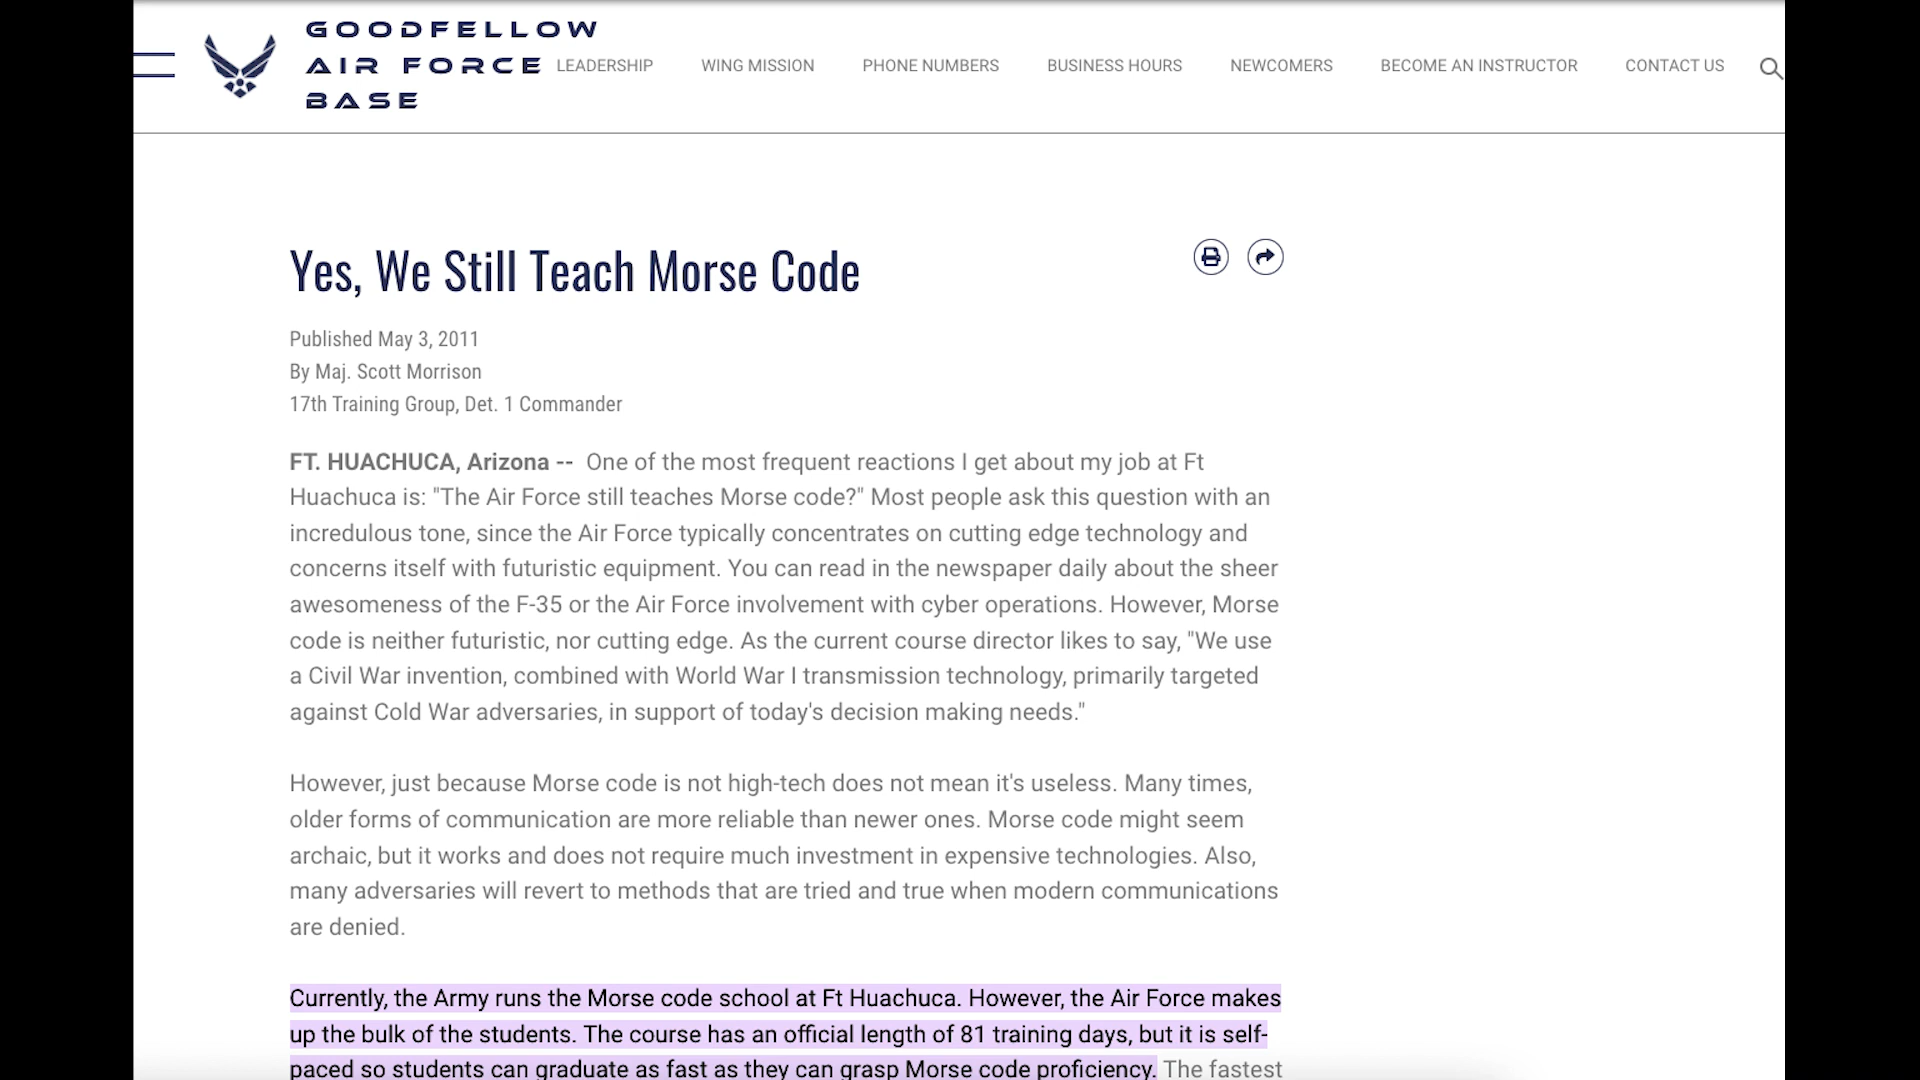 GOODFELLOW
AIR FORCE
BASE
LEADERSHIP WING MISSION PHONE NUMBERS BUSINESS HOURS NEWCOMERS BECOME AN INSTRUCTOR CONTACT US
Yes, We Still Teach Morse Code
Published May 3, 2011
By Maj. Scott Morrison
17th Training Group, Det. 1 Commander
FT. HUACHUCA, Arizona -- One of the most frequent reactions I get about my job at Ft
Huachuca is: "The Air Force still teaches Morse code?" Most people ask this question with an
incredulous tone, since the Air Force typically concentrates on cutting edge technology and
concerns itself with futuristic equipment. You can read in the newspaper daily about the sheer
awesomeness of the F-35 or the Air Force involvement with cyber operations. However, Morse
code is neither futuristic, nor cutting edge. As the current course director likes to say, "We use
a Civil War invention, combined with World War I transmission technology, primarily targeted
against Cold War adversaries, in support of today's decision making needs."
However, just because Morse code is not high-tech does not mean it's useless. Many times,
older forms of communication are more reliable than newer ones. Morse code might seem
archaic, but it works and does not require much investment in expensive technologies. Also,
many adversaries will revert to methods that are tried and true when modern communications
are denied.
Currently, the Army runs the Morse code school at Ft Huachuca. However, the Air Force makes
up the bulk of the students. The course has an official length of 81 training days, but it is self-
paced so students can graduate as fast as they can grasp Morse code proficiency. The fastest